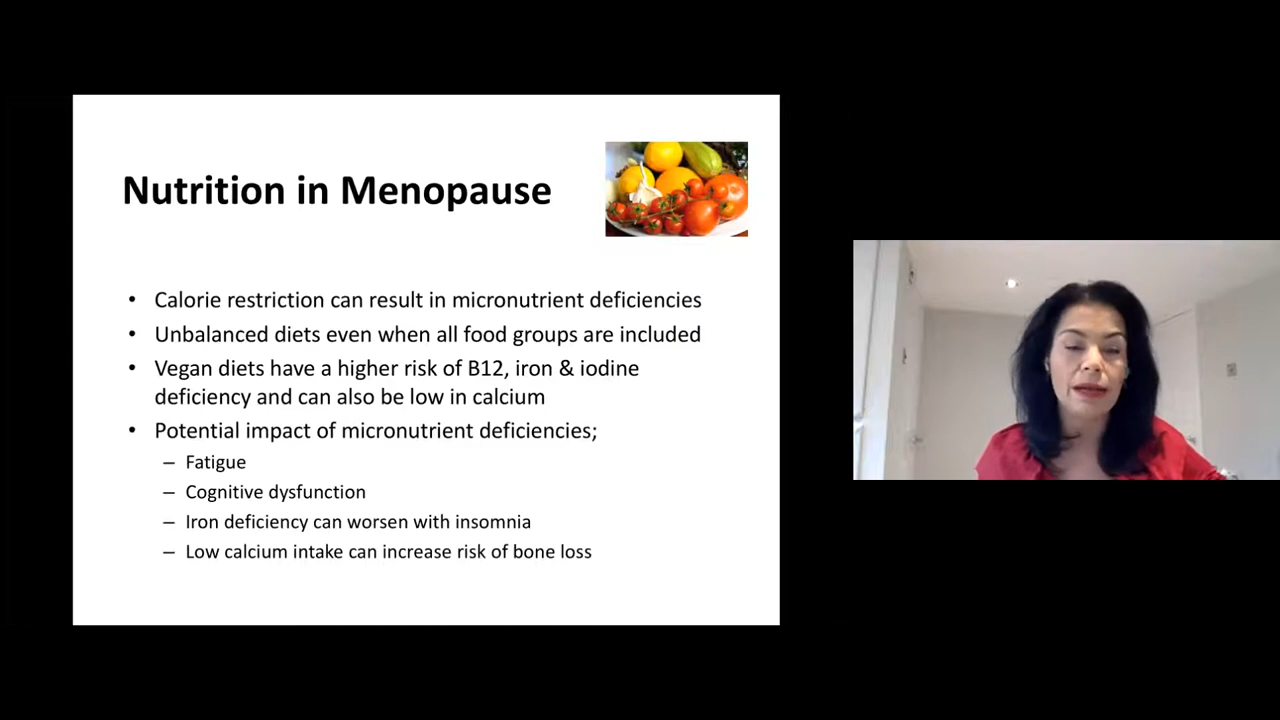 Nutrition in Menopause
• Calorie restriction can result in micronutrient deficiencies
• Unbalanced diets even when all food groups are included
• Vegan diets have a higher risk of B12, iron & iodine
deficiency and can also be low in calcium
• Potential impact of micronutrient deficiencies;
– Fatigue
– Cognitive dysfunction
– Iron deficiency can worsen with insomnia
– Low calcium intake can increase risk of bone loss